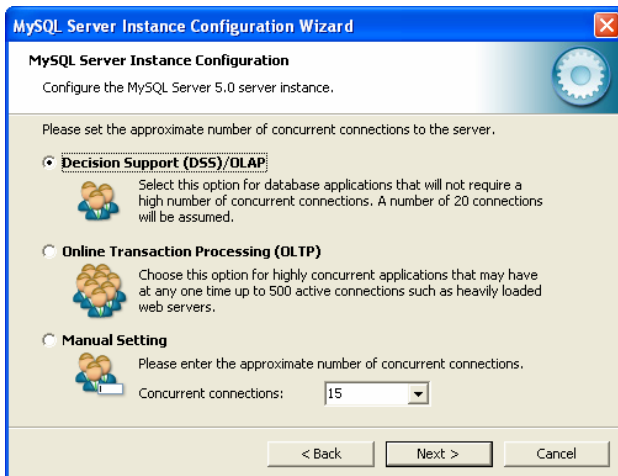 MySQL Server Instance Configuration Wizard
MySQL Server Instance Configuration
Configure the MySQL Server 5.0 server instance.
Please set the approximate number of concurrent connections to the server.
Decision Support (DSS)/OLAP
Select this option for database applications that will not require a
high number of concurrent connections. A number of 20 connections
will be assumed.
Online Transaction Processing (OLTP)
Choose this option for highly concurrent applications that may have
at any one time up to 500 active connections such as heavily loaded
web servers.
Manual Setting
Please enter the approximate number of concurrent connections.
Concurrent connections: 15
< Back Next > Cancel